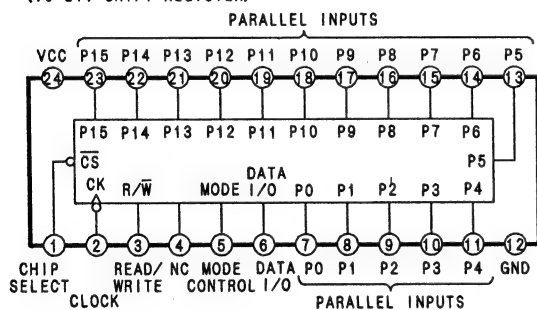 (16-BIT SHIFT REGISTER)
PARALLEL INPUTS
VCC P15 P14 P13 P12 P11 P10 P9 P8 P7 P6 P5
24 23 22 21 20 19 18 17 16 15 14 13
P15 P14 P13 P12 P11 P10 P9 P8 P7 P6
C̅S̅ P5
CK R/W̅ MODE DATA I/O P0 P1 P2 P3 P4
1 2 3 4 5 6 7 8 9 10 11 12
CHIP SELECT CLOCK READ/WRITE NC MODE CONTROL DATA I/O P0 P1 P2 P3 P4 GND
PARALLEL INPUTS